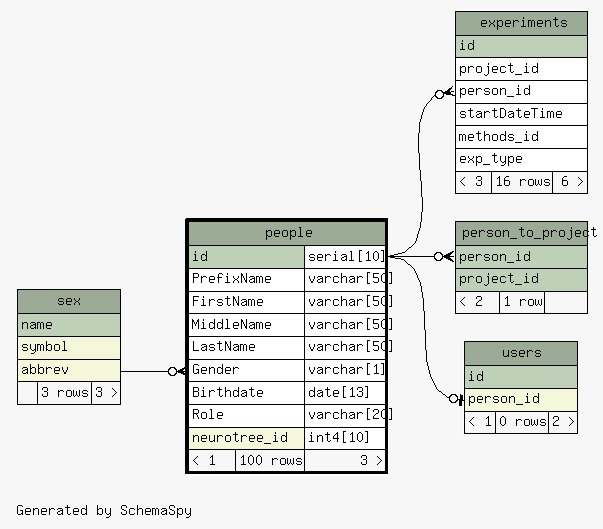 experiments
id
project_id
person_id
startDateTime
methods_id
exp_type
< 3 16 rows 6 >
people
id serial[10]
PrefixName varchar[50]
FirstName varchar[50]
MiddleName varchar[50]
LastName varchar[50]
Gender varchar[1]
Birthdate date[13]
Role varchar[20]
neurotree_id int4[10]
< 1 100 rows 3 >
person_to_project
person_id
project_id
< 2 1 row
sex
name
symbol
abbrev
3 rows 3 >
users
id
person_id
< 1 0 rows 2 >
Generated by SchemaSpy